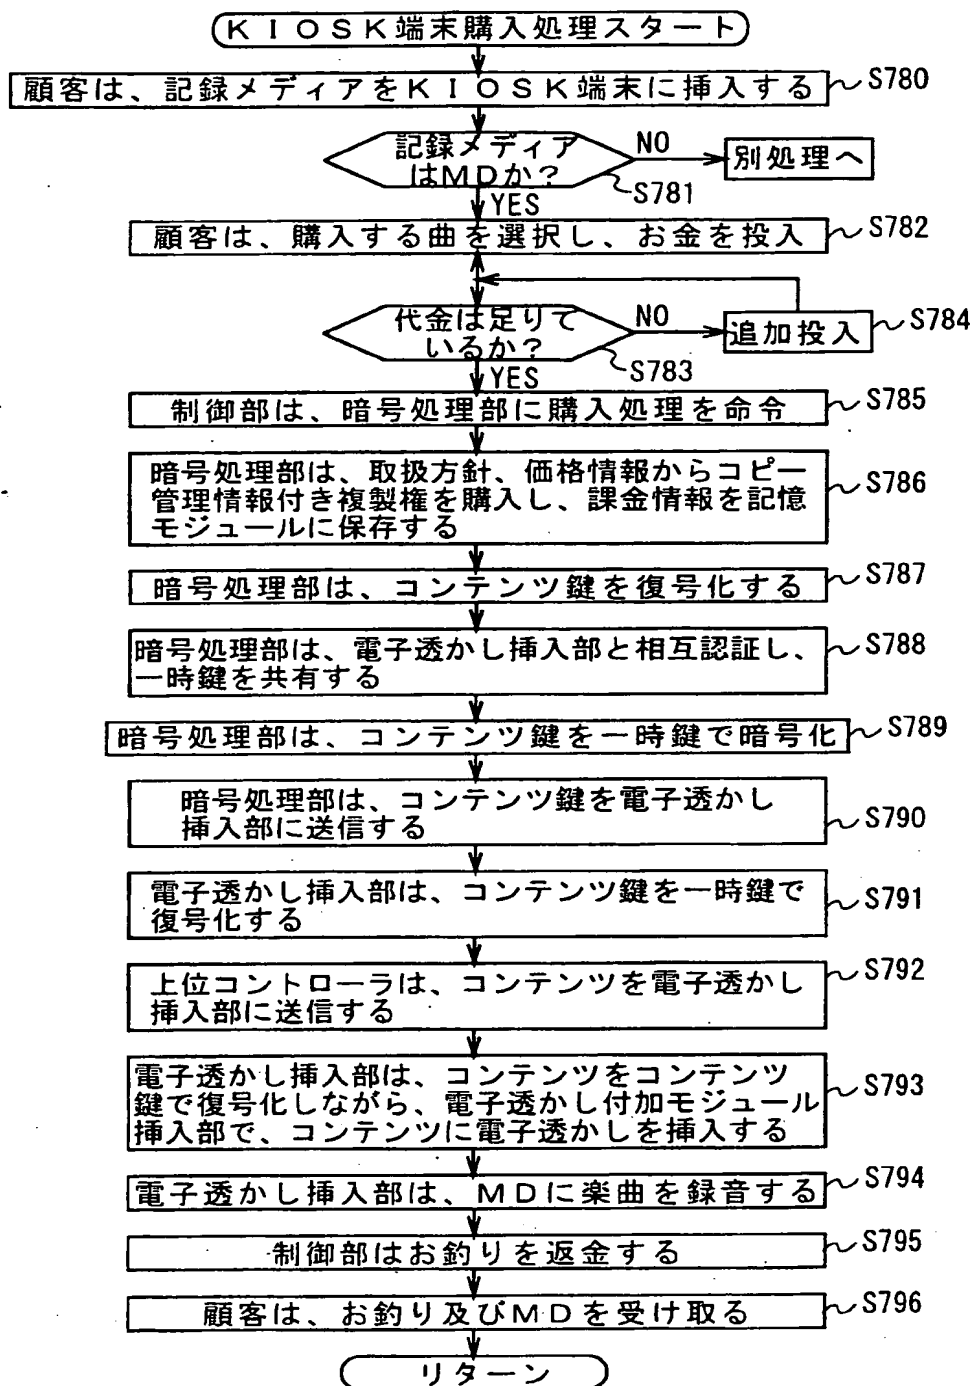 KIOSK端末購入処理スタート
顧客は、記録メディアをKIOSK端末に挿入する
S780
記録メディア
はMDか?
NO
別処理へ
S781
YES
顧客は、購入する曲を選択し、お金を投入
S782
代金は足りて
いるか?
NO
追加投入
S784
S783
YES
制御部は、暗号処理部に購入処理を命令
S785
暗号処理部は、取扱方針、価格情報からコピー
管理情報付き複製権を購入し、課金情報を記憶
モジュールに保存する
S786
暗号処理部は、コンテンツ鍵を復号化する
S787
暗号処理部は、電子透かし挿入部と相互認証し、
一時鍵を共有する
S788
暗号処理部は、コンテンツ鍵を一時鍵で暗号化
S789
暗号処理部は、コンテンツ鍵を電子透かし
挿入部に送信する
S790
電子透かし挿入部は、コンテンツ鍵を一時鍵で
復号化する
S791
上位コントローラは、コンテンツを電子透かし
挿入部に送信する
S792
電子透かし挿入部は、コンテンツをコンテンツ
鍵で復号化しながら、電子透かし付加モジュール
挿入部で、コンテンツに電子透かしを挿入する
S793
電子透かし挿入部は、MDに楽曲を録音する
S794
制御部はお釣りを返金する
S795
顧客は、お釣り及びMDを受け取る
S796
リターン